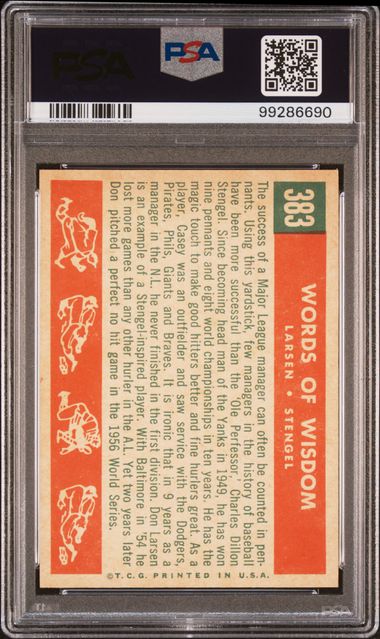 PSA
PSA
99286690
383
WORDS OF WISDOM
LARSEN • STENGEL
The success of a Major League manager can often be counted in pen-
nants. Using this yardstick, few managers in the history of baseball
have been more successful than the 'Ole Perffessor,' Charles Dillon
Stengel. Since becoming head man of the Yanks in 1949, he has won
nine pennants and eight world championships in ten years. He has the
magic touch to make good hitters better and fine hurlers great. As a
player, Casey was an outfielder and saw service with the Dodgers,
Pirates, Phils, Giants and Braves. It is ironic that in 9 years as a
manager in the N.L. he never finished in the first division. Don Larsen
is an example of a Stengel-inspired player. With Baltimore in '54 he
lost more games than any other hurler in the A.L. Yet two years later
Don pitched a perfect no hit game in the 1956 World Series.
© T.C.G. PRINTED IN U.S.A.